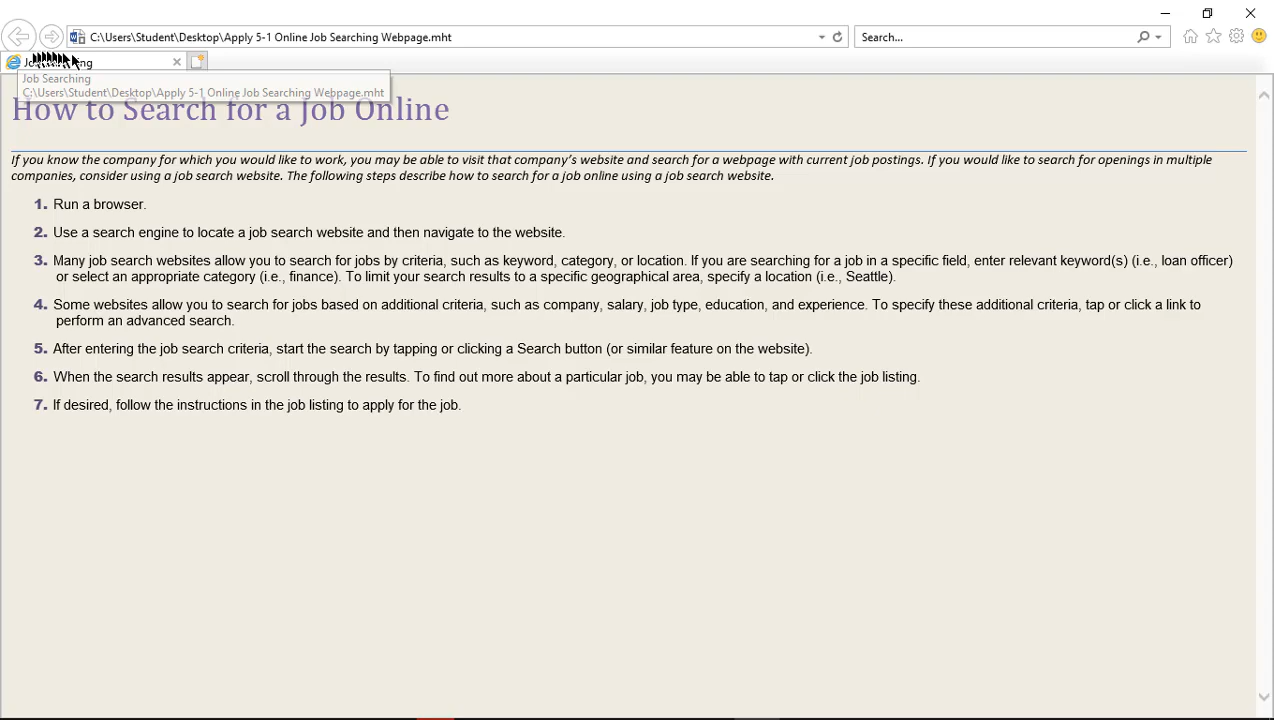 C:\Users\Student\Desktop\Apply 5-1 Online Job Searching Webpage.mht
Search...
Job Searching
C:\Users\Student\Desktop\Apply 5-1 Online Job Searching Webpage.mht
How to Search for a Job Online
If you know the company for which you would like to work, you may be able to visit that company’s website and search for a webpage with current job postings. If you would like to search for openings in multiple
companies, consider using a job search website. The following steps describe how to search for a job online using a job search website.
1. Run a browser.
2. Use a search engine to locate a job search website and then navigate to the website.
3. Many job search websites allow you to search for jobs by criteria, such as keyword, category, or location. If you are searching for a job in a specific field, enter relevant keyword(s) (i.e., loan officer)
or select an appropriate category (i.e., finance). To limit your search results to a specific geographical area, specify a location (i.e., Seattle).
4. Some websites allow you to search for jobs based on additional criteria, such as company, salary, job type, education, and experience. To specify these additional criteria, tap or click a link to
perform an advanced search.
5. After entering the job search criteria, start the search by tapping or clicking a Search button (or similar feature on the website).
6. When the search results appear, scroll through the results. To find out more about a particular job, you may be able to tap or click the job listing.
7. If desired, follow the instructions in the job listing to apply for the job.